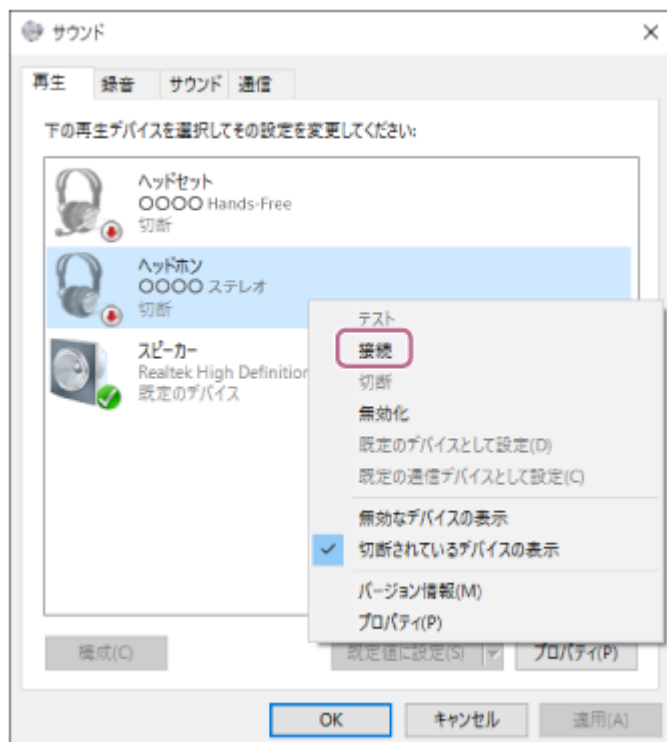 サウンド
再生
録音
サウンド
通信
下の再生デバイスを選択してその設定を変更してください:
ヘッドセット
〇〇〇〇 Hands-Free
切断
ヘッドホン
〇〇〇〇 ステレオ
切断
スピーカー
Realtek High Definition
既定のデバイス
テスト
接続
切断
無効化
既定のデバイスとして設定(D)
既定の通信デバイスとして設定(C)
無効なデバイスの表示
切断されているデバイスの表示
バージョン情報(M)
プロパティ(P)
構成(C)
既定値に設定(S)
プロパティ(P)
OK
キャンセル
適用(A)